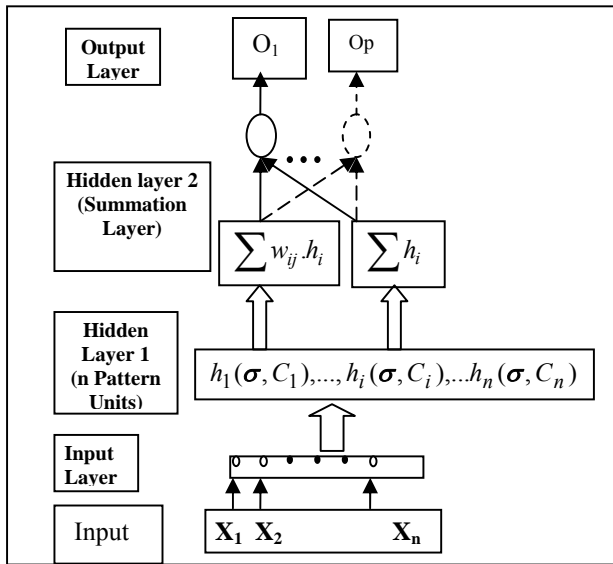 Output
Layer
O₁
Op
Hidden layer 2
(Summation
Layer)
∑ wᵢⱼ.hᵢ
∑ hᵢ
Hidden
Layer 1
(n Pattern
Units)
h₁(σ, C₁),..., hᵢ(σ, Cᵢ),...hₙ(σ, Cₙ)
Input
Layer
Input
X₁ X₂ Xₙ